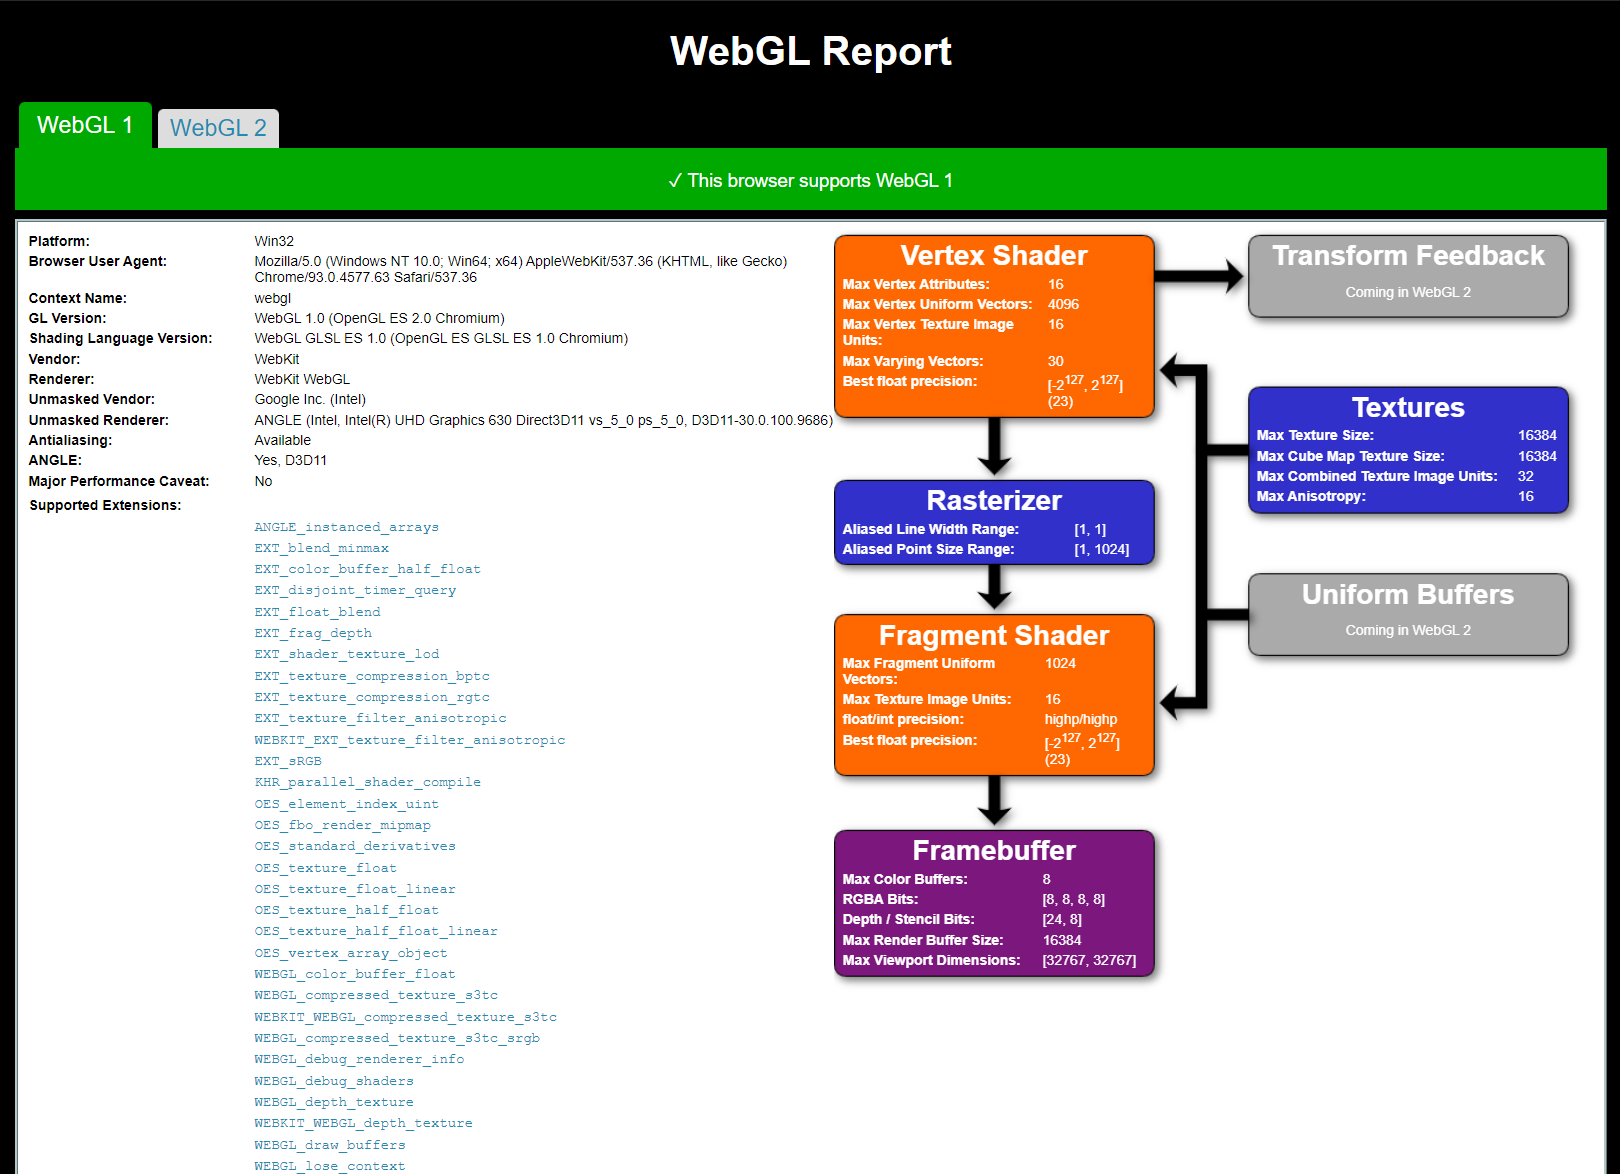 WebGL Report
WebGL 1
WebGL 2
✓ This browser supports WebGL 1
Platform: Win32
Browser User Agent: Mozilla/5.0 (Windows NT 10.0; Win64; x64) AppleWebKit/537.36 (KHTML, like Gecko)
Chrome/93.0.4577.63 Safari/537.36
Context Name: webgl
GL Version: WebGL 1.0 (OpenGL ES 2.0 Chromium)
Shading Language Version: WebGL GLSL ES 1.0 (OpenGL ES GLSL ES 1.0 Chromium)
Vendor: WebKit
Renderer: WebKit WebGL
Unmasked Vendor: Google Inc. (Intel)
Unmasked Renderer: ANGLE (Intel, Intel(R) UHD Graphics 630 Direct3D11 vs_5_0 ps_5_0, D3D11-30.0.100.9686)
Antialiasing: Available
ANGLE: Yes, D3D11
Major Performance Caveat: No
Supported Extensions:
ANGLE_instanced_arrays
EXT_blend_minmax
EXT_color_buffer_half_float
EXT_disjoint_timer_query
EXT_float_blend
EXT_frag_depth
EXT_shader_texture_lod
EXT_texture_compression_bptc
EXT_texture_compression_rgtc
EXT_texture_filter_anisotropic
WEBKIT_EXT_texture_filter_anisotropic
EXT_sRGB
KHR_parallel_shader_compile
OES_element_index_uint
OES_fbo_render_mipmap
OES_standard_derivatives
OES_texture_float
OES_texture_float_linear
OES_texture_half_float
OES_texture_half_float_linear
OES_vertex_array_object
WEBGL_color_buffer_float
WEBGL_compressed_texture_s3tc
WEBKIT_WEBGL_compressed_texture_s3tc
WEBGL_compressed_texture_s3tc_srgb
WEBGL_debug_renderer_info
WEBGL_debug_shaders
WEBGL_depth_texture
WEBKIT_WEBGL_depth_texture
WEBGL_draw_buffers
WEBGL_lose_context
Vertex Shader
Max Vertex Attributes: 16
Max Vertex Uniform Vectors: 4096
Max Vertex Texture Image 16
Units:
Max Varying Vectors: 30
Best float precision: [-2^127, 2^127]
(23)
Rasterizer
Aliased Line Width Range: [1, 1]
Aliased Point Size Range: [1, 1024]
Fragment Shader
Max Fragment Uniform 1024
Vectors:
Max Texture Image Units: 16
float/int precision: highp/highp
Best float precision: [-2^127, 2^127]
(23)
Framebuffer
Max Color Buffers: 8
RGBA Bits: [8, 8, 8, 8]
Depth / Stencil Bits: [24, 8]
Max Render Buffer Size: 16384
Max Viewport Dimensions: [32767, 32767]
Transform Feedback
Coming in WebGL 2
Textures
Max Texture Size: 16384
Max Cube Map Texture Size: 16384
Max Combined Texture Image Units: 32
Max Anisotropy: 16
Uniform Buffers
Coming in WebGL 2